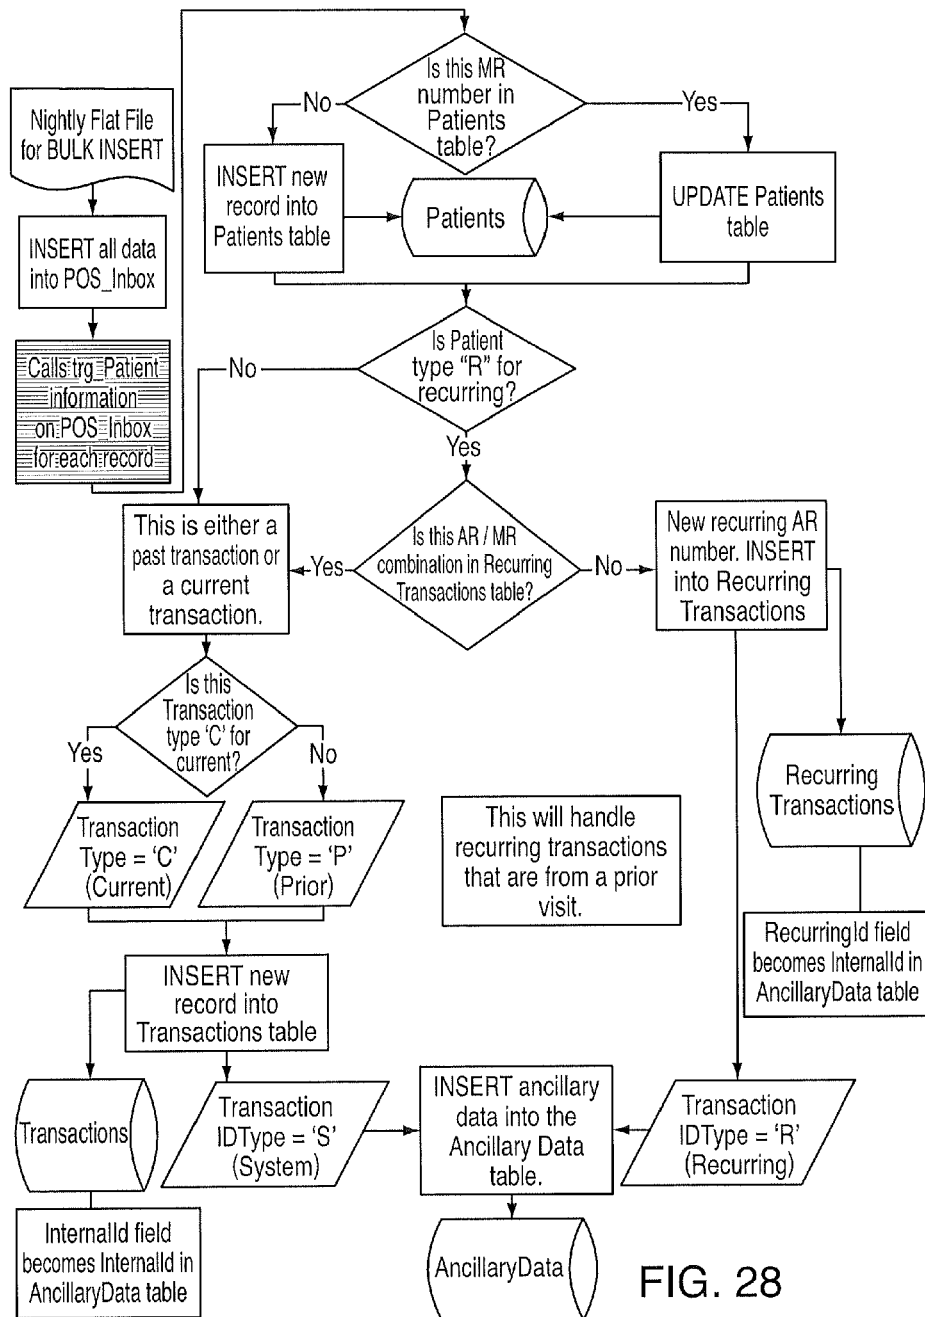 Nightly Flat File
for BULK INSERT
INSERT all data
into POS_Inbox
Calls trg_Patient
information
on POS_Inbox
for each record
Is this MR
number in
Patients
table?
No
Yes
INSERT new
record into
Patients table
Patients
UPDATE Patients
table
Is Patient
type “R” for
recurring?
No
Yes
This is either a
past transaction or
a current
transaction.
Yes
Is this AR / MR
combination in Recurring
Transactions table?
No
New recurring AR
number. INSERT
into Recurring
Transactions
Is this
Transaction
type ‘C’ for
current?
Yes
No
Transaction
Type = ‘C’
(Current)
Transaction
Type = ‘P’
(Prior)
This will handle
recurring transactions
that are from a prior
visit.
Recurring
Transactions
RecurringId field
becomes InternalId in
AncillaryData table
INSERT new
record into
Transactions table
Transactions
Transaction
IDType = ‘S’
(System)
INSERT ancillary
data into the
Ancillary Data
table.
Transaction
IDType = ‘R’
(Recurring)
InternalId field
becomes InternalId in
AncillaryData table
AncillaryData
FIG. 28